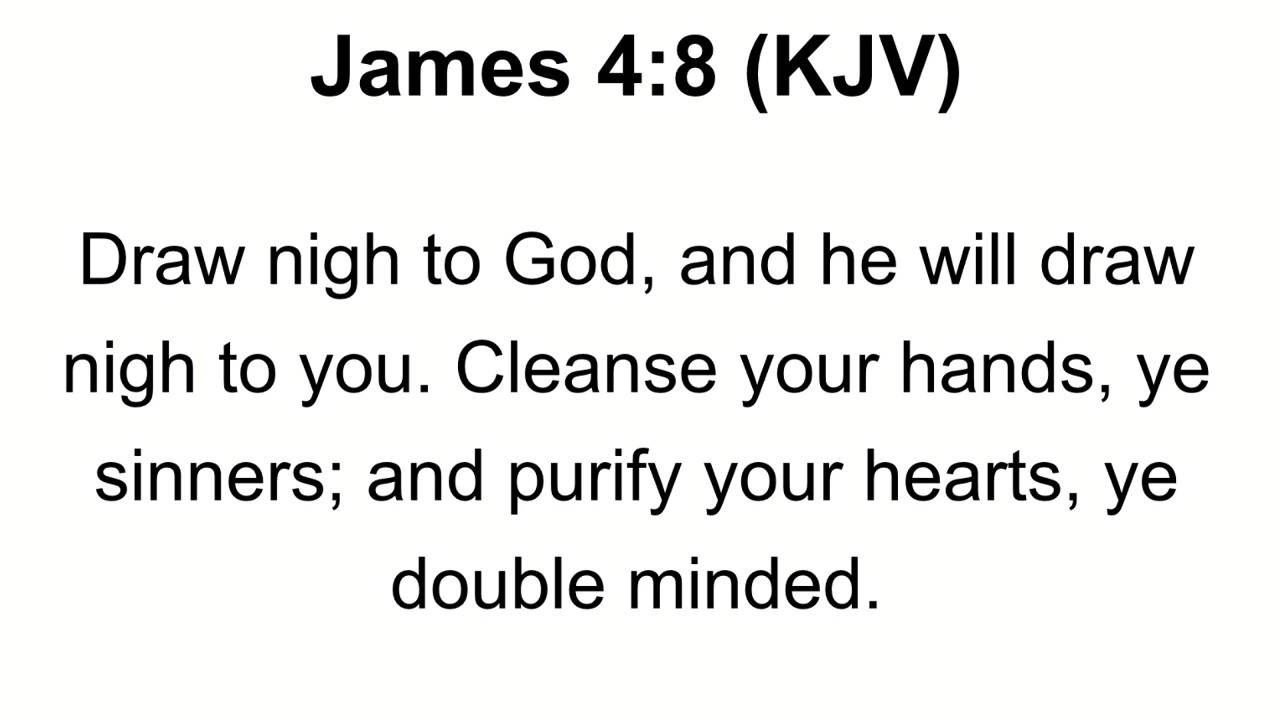 James 4:8 (KJV)
Draw nigh to God, and he will draw
nigh to you. Cleanse your hands, ye
sinners; and purify your hearts, ye
double minded.